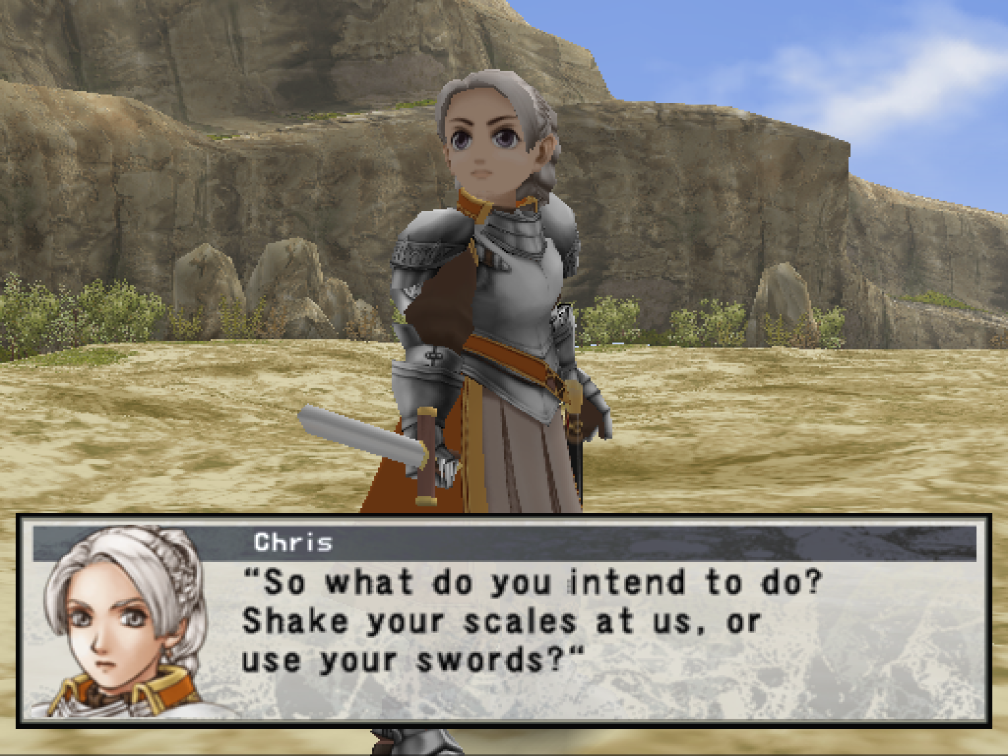 Chris
“So what do you intend to do?
Shake your scales at us, or
use your swords?“